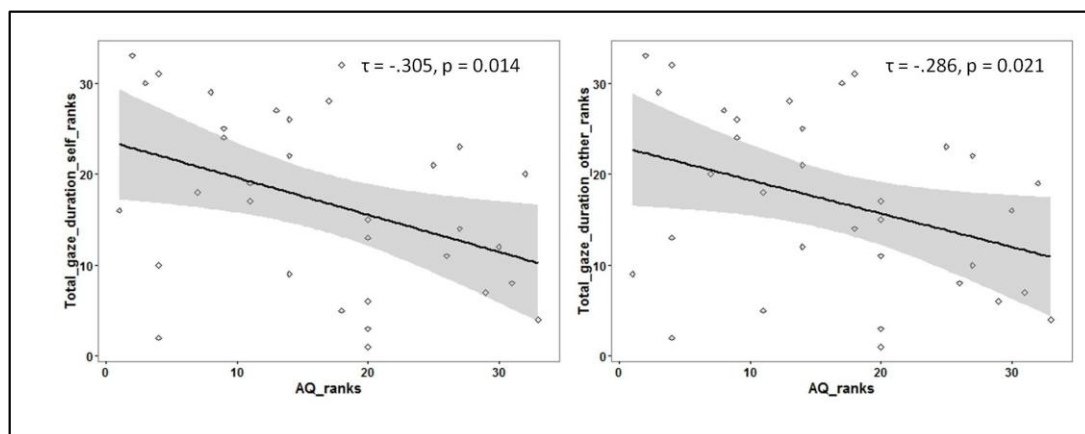 τ = -.305, p = 0.014
Total_gaze_duration_self_ranks
30
20
10
0
0 10 20 30
AQ_ranks
τ = -.286, p = 0.021
Total_gaze_duration_other_ranks
30
20
10
0
0 10 20 30
AQ_ranks